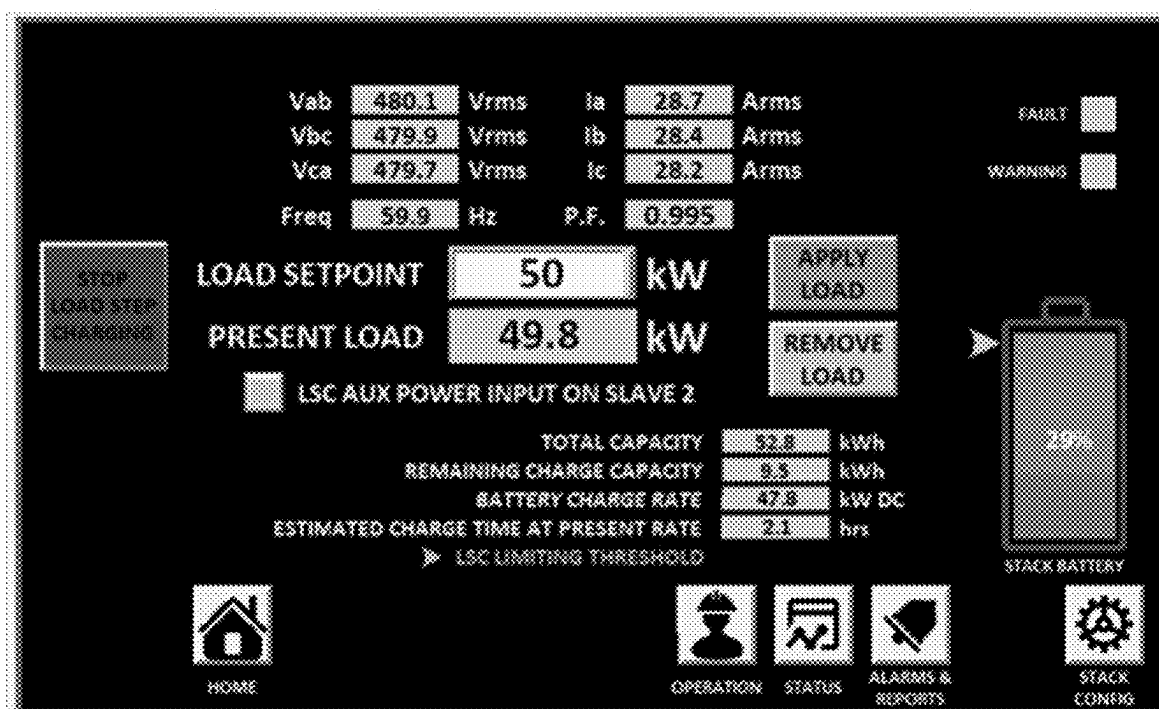 Vab 480.1 Vrms Ia 28.7 Arms
Vbc 479.9 Vrms Ib 28.4 Arms
Vca 479.7 Vrms Ic 28.2 Arms
FAULT
WARNING
Freq 59.9 Hz P.F. 0.995
STOP
LOAD STEP
CHARGING
LOAD SETPOINT 50 kW
APPLY
LOAD
PRESENT LOAD 49.8 kW
REMOVE
LOAD
LSC AUX POWER INPUT ON SLAVE 2
TOTAL CAPACITY 52.8 kWh
REMAINING CHARGE CAPACITY 9.5 kWh
BATTERY CHARGE RATE 47.8 kW DC
ESTIMATED CHARGE TIME AT PRESENT RATE 2.1 hrs
LSC LIMITING THRESHOLD
STACK BATTERY
HOME
OPERATION
STATUS
ALARMS &
REPORTS
STACK
CONFIG